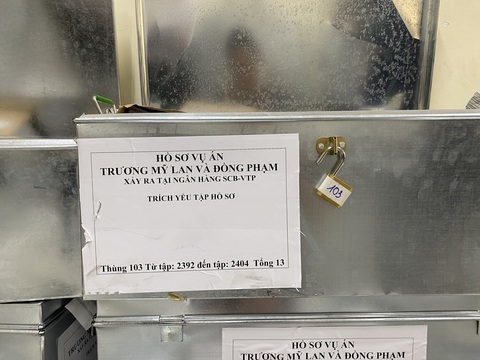 HỒ SƠ VỤ ÁN
TRƯƠNG MỸ LAN VÀ ĐỒNG PHẠM
XẢY RA TẠI NGÂN HÀNG SCB-VTP
TRÍCH YẾU TẬP HỒ SƠ
Thùng 103 Từ tập: 2392 đến tập: 2404 Tổng 13
103
HỒ SƠ VỤ ÁN
TRƯƠNG MỸ LAN VÀ ĐỒNG PHẠM